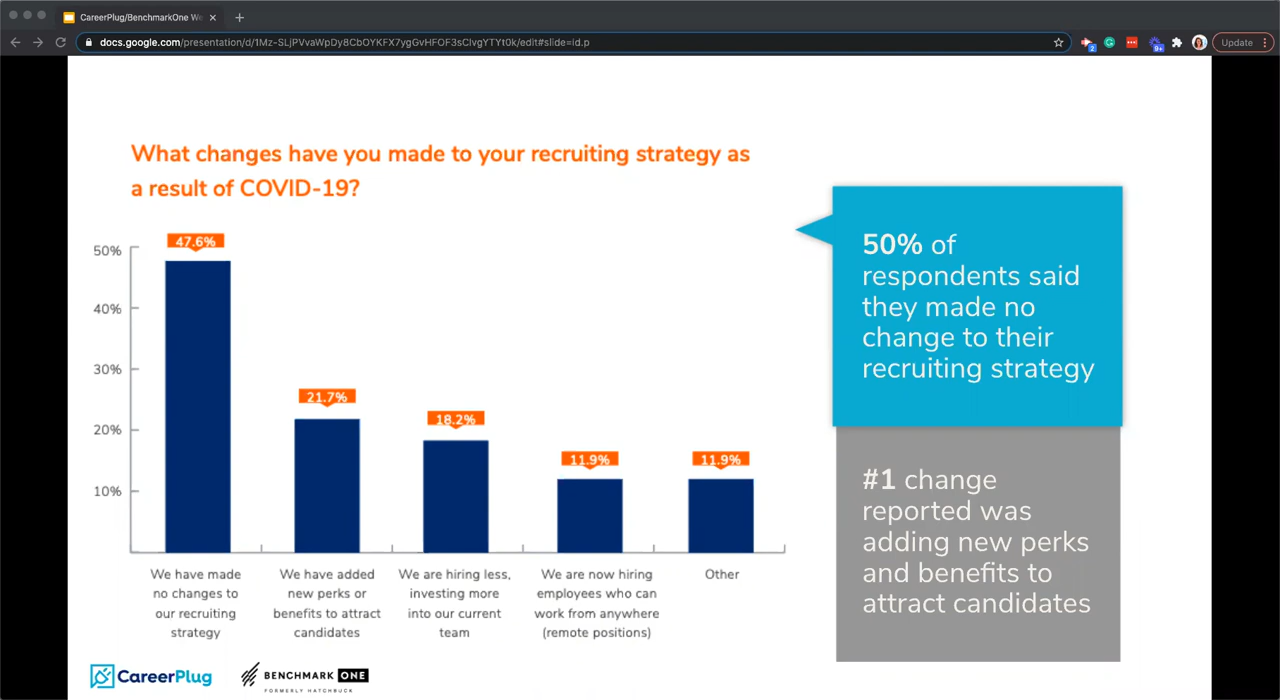 CareerPlug/BenchmarkOne We
docs.google.com/presentation/d/1Mz-SLjPVvaWpDy8CbOYKFX7ygGvHFOF3sClvgYTYt0k/edit#slide=id.p
2
9+
Update
What changes have you made to your recruiting strategy as
a result of COVID-19?
50%
40%
30%
20%
10%
47.6%
21.7%
18.2%
11.9%
11.9%
We have made
no changes to
our recruiting
strategy
We have added
new perks or
benefits to attract
candidates
We are hiring less,
investing more
into our current
team
We are now hiring
employees who can
work from anywhere
(remote positions)
Other
50% of
respondents said
they made no
change to their
recruiting strategy
#1 change
reported was
adding new perks
and benefits to
attract candidates
CareerPlug
BENCHMARK ONE
FORMERLY HATCHBUCK